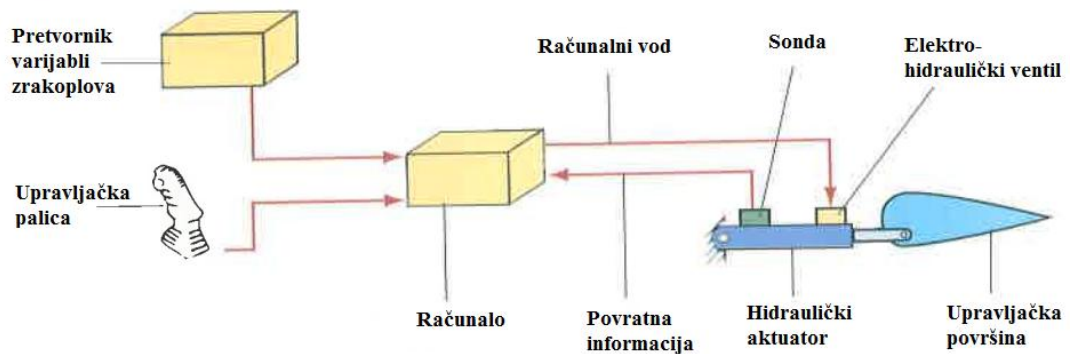 Pretvornik
varijabli
zrakoplova
Računalni vod
Sonda
Elektro-
hidraulički ventil
Upravljačka
palica
Računalo
Povratna
informacija
Hidraulički
aktuator
Upravljačka
površina